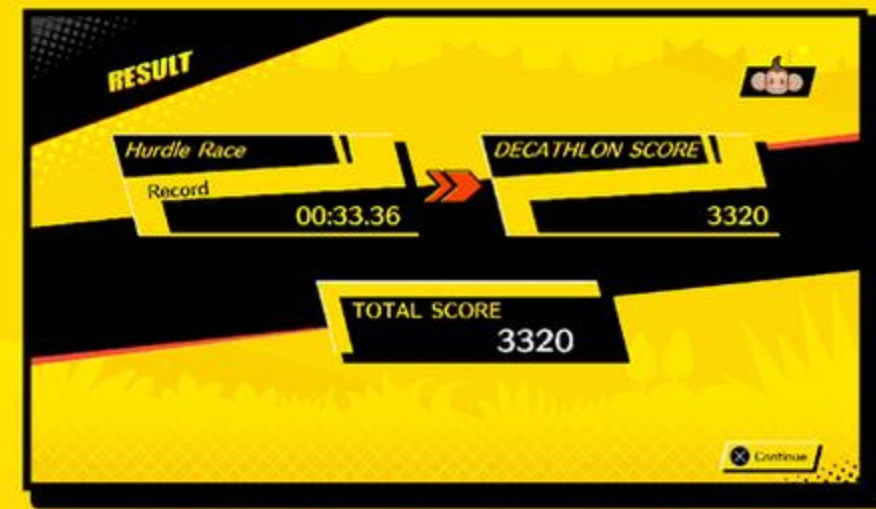 RESULT
Hurdle Race
Record
00:33.36
DECATHLON SCORE
3320
TOTAL SCORE
3320
Continue